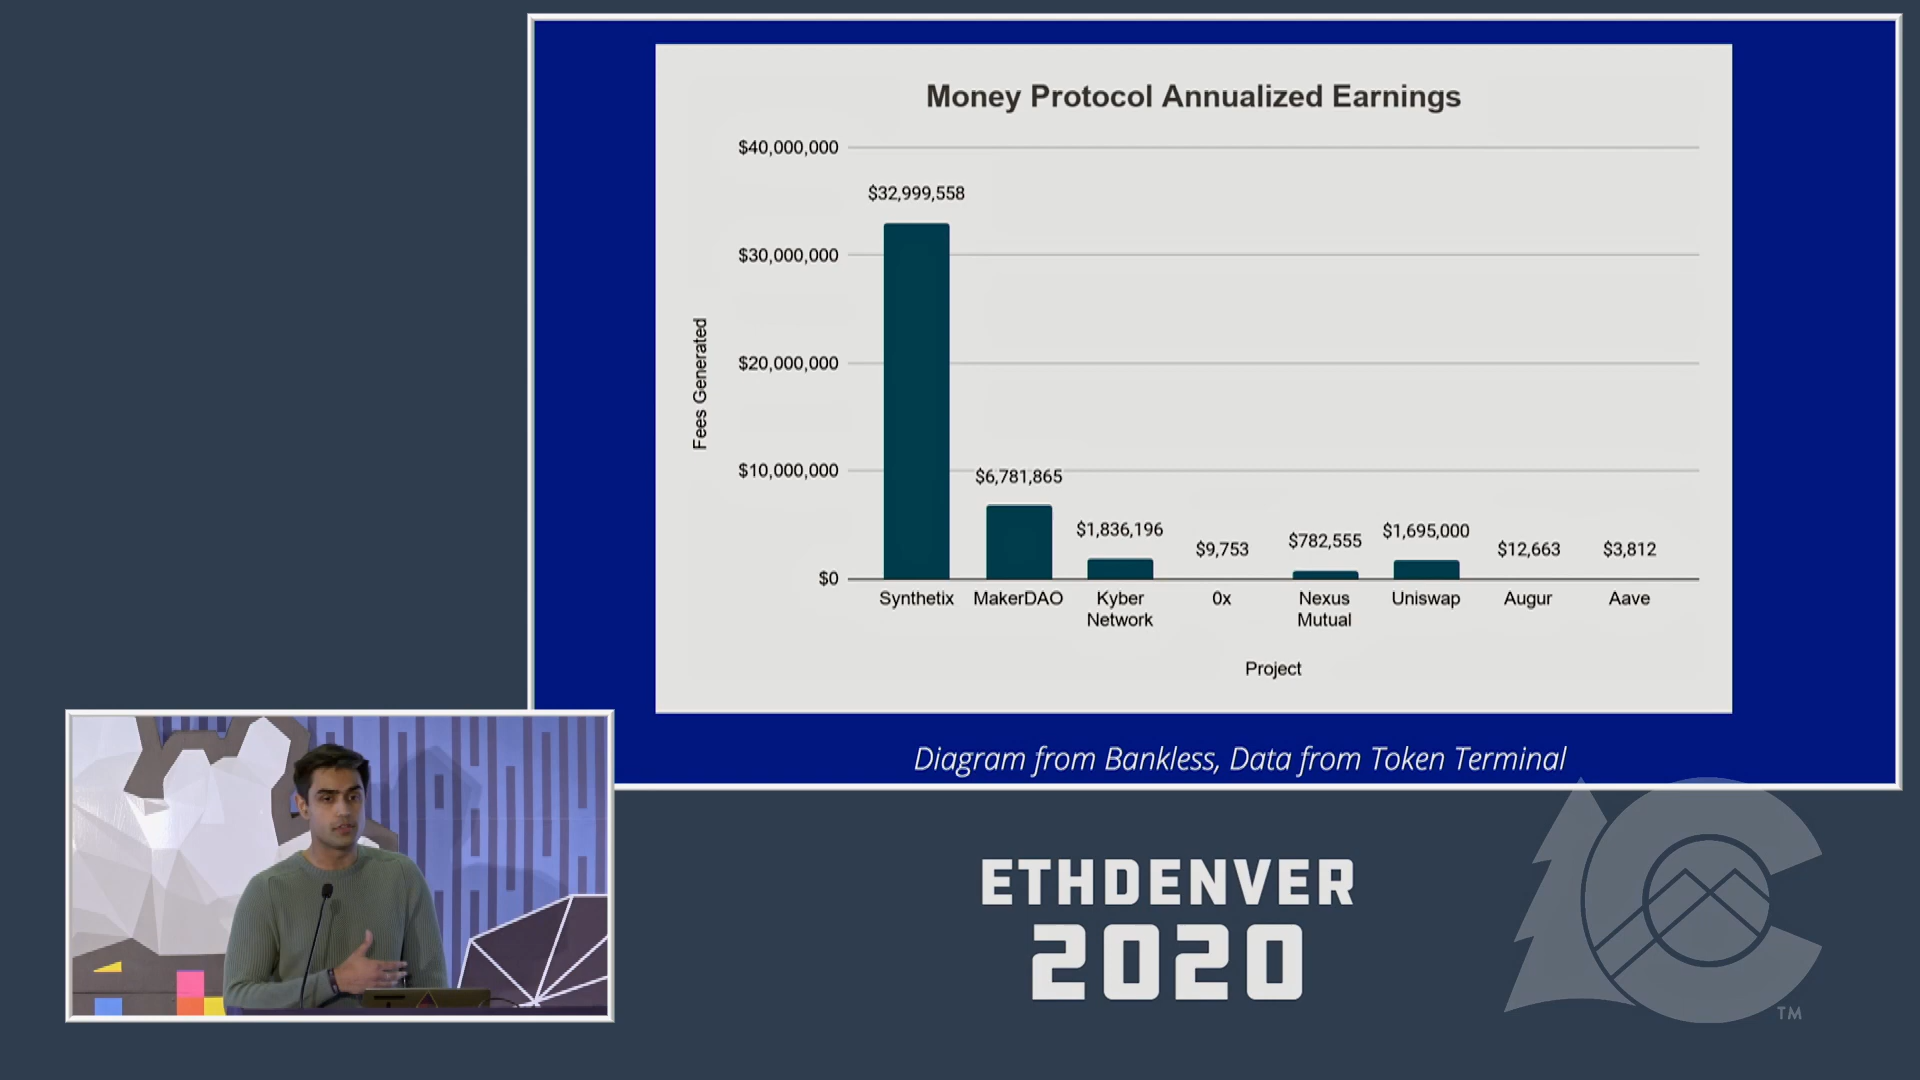 Money Protocol Annualized Earnings
$40,000,000
$32,999,558
$30,000,000
Fees Generated
$20,000,000
$10,000,000
$6,781,865
$1,836,196
$9,753
$782,555
$1,695,000
$12,663
$3,812
$0
Synthetix
MakerDAO
Kyber
Network
0x
Nexus
Mutual
Uniswap
Augur
Aave
Project
Diagram from Bankless, Data from Token Terminal
ETHDENVER
2020
TM